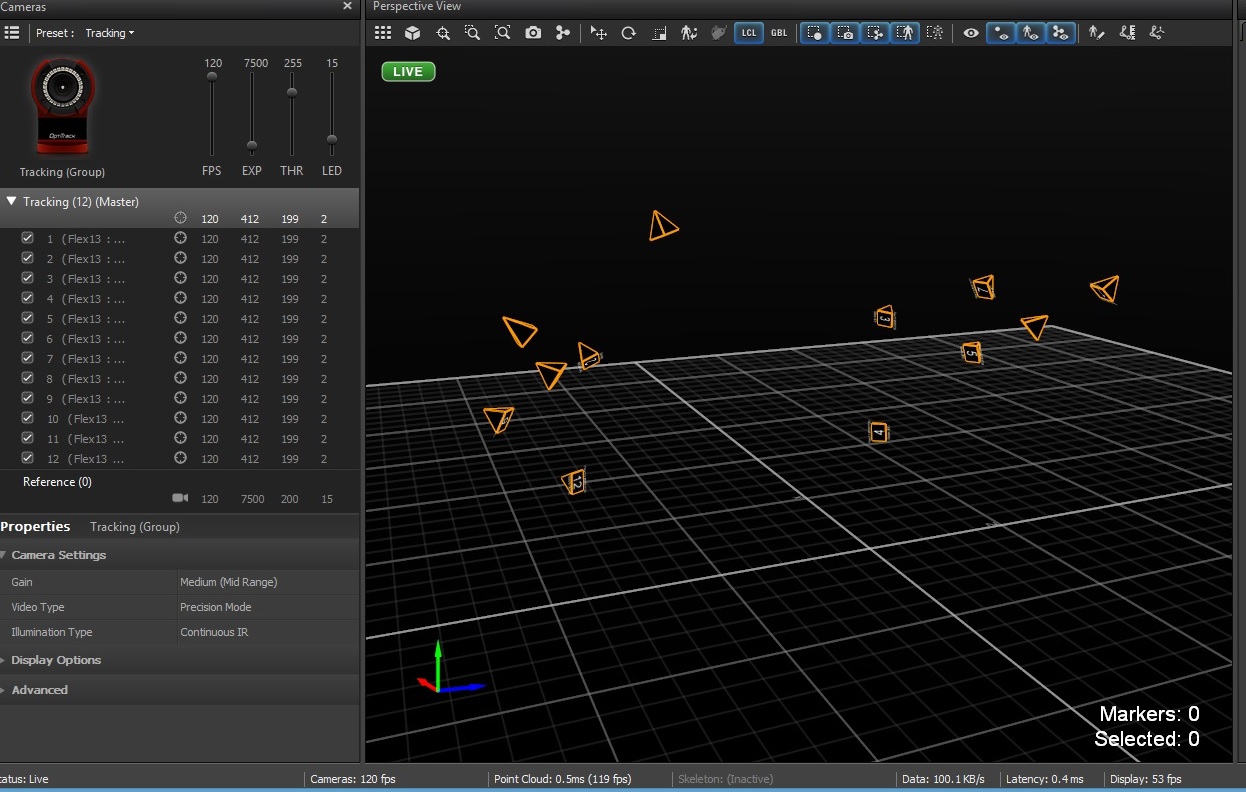 Cameras
Preset : Tracking
120 7500 255 15
OptiTrack
FPS EXP THR LED
Tracking (Group)
Tracking (12) (Master)
120 412 199 2
1 (Flex13 : ... 120 412 199 2
2 (Flex13 : ... 120 412 199 2
3 (Flex13 : ... 120 412 199 2
4 (Flex13 : ... 120 412 199 2
5 (Flex13 : ... 120 412 199 2
6 (Flex13 : ... 120 412 199 2
7 (Flex13 : ... 120 412 199 2
8 (Flex13 : ... 120 412 199 2
9 (Flex13 : ... 120 412 199 2
10 (Flex13 ... 120 412 199 2
11 (Flex13 ... 120 412 199 2
12 (Flex13 ... 120 412 199 2
Reference (0)
120 7500 200 15
Properties Tracking (Group)
Camera Settings
Gain Medium (Mid Range)
Video Type Precision Mode
Illumination Type Continuous IR
Display Options
Advanced
Perspective View
LCL GBL
LIVE
3
5
4
12
Markers: 0
Selected: 0
atus: Live Cameras: 120 fps Point Cloud: 0.5ms (119 fps) Skeleton: (Inactive) Data: 100.1 KB/s Latency: 0.4 ms Display: 53 fps